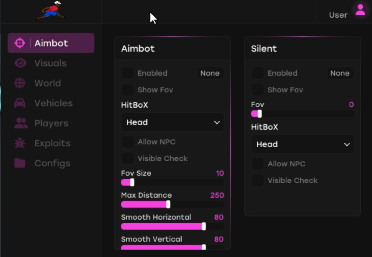 User
Aimbot
Visuals
World
Vehicles
Players
Exploits
Configs
Aimbot
Enabled None
Show Fov
HitBoX
Head
Allow NPC
Visible Check
Fov Size 10
Max Distance 250
Smooth Horizontal 80
Smooth Vertical 80
Silent
Enabled None
Show Fov
Fov 0
HitBoX
Head
Allow NPC
Visible Check